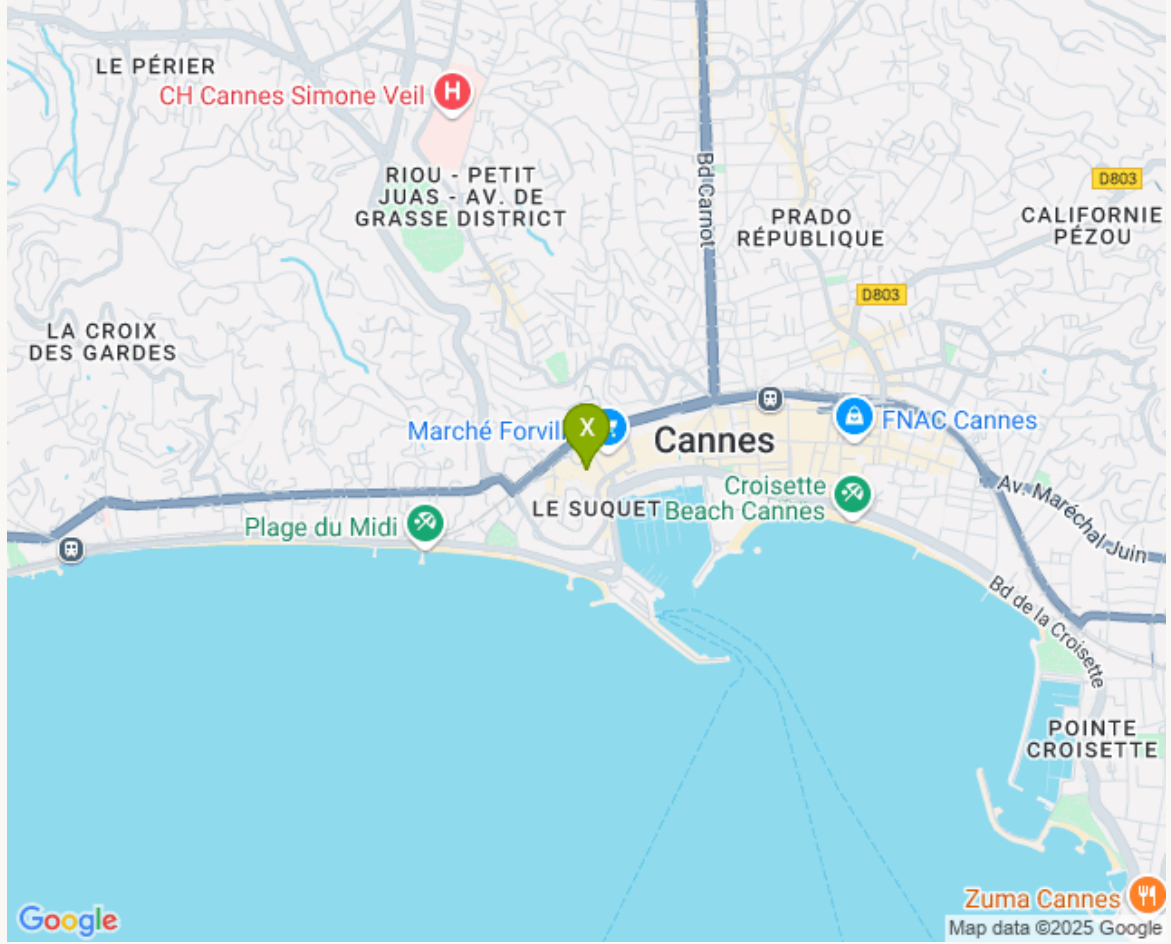 LE PÉRIER
CH Cannes Simone Veil
H
RIOU - PETIT
JUAS - AV. DE
GRASSE DISTRICT
Bd Carnot
D803
PRADO
RÉPUBLIQUE
CALIFORNIE
PÉZOU
D803
LA CROIX
DES GARDES
Marché Forvil
X
Cannes
FNAC Cannes
LE SUQUET
Croisette
Beach Cannes
Av. Maréchal Juin
Plage du Midi
Bd de la Croisette
POINTE
CROISETTE
Zuma Cannes
Google
Map data ©2025 Google